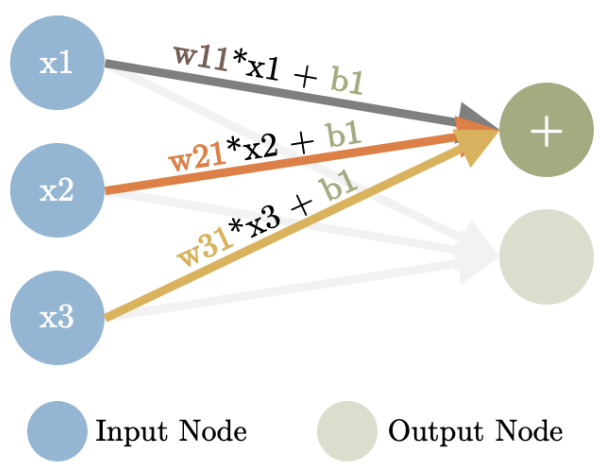 x1
w11*x1 + b1
+
x2
w21*x2 + b1
w31*x3 + b1
x3
Input Node
Output Node